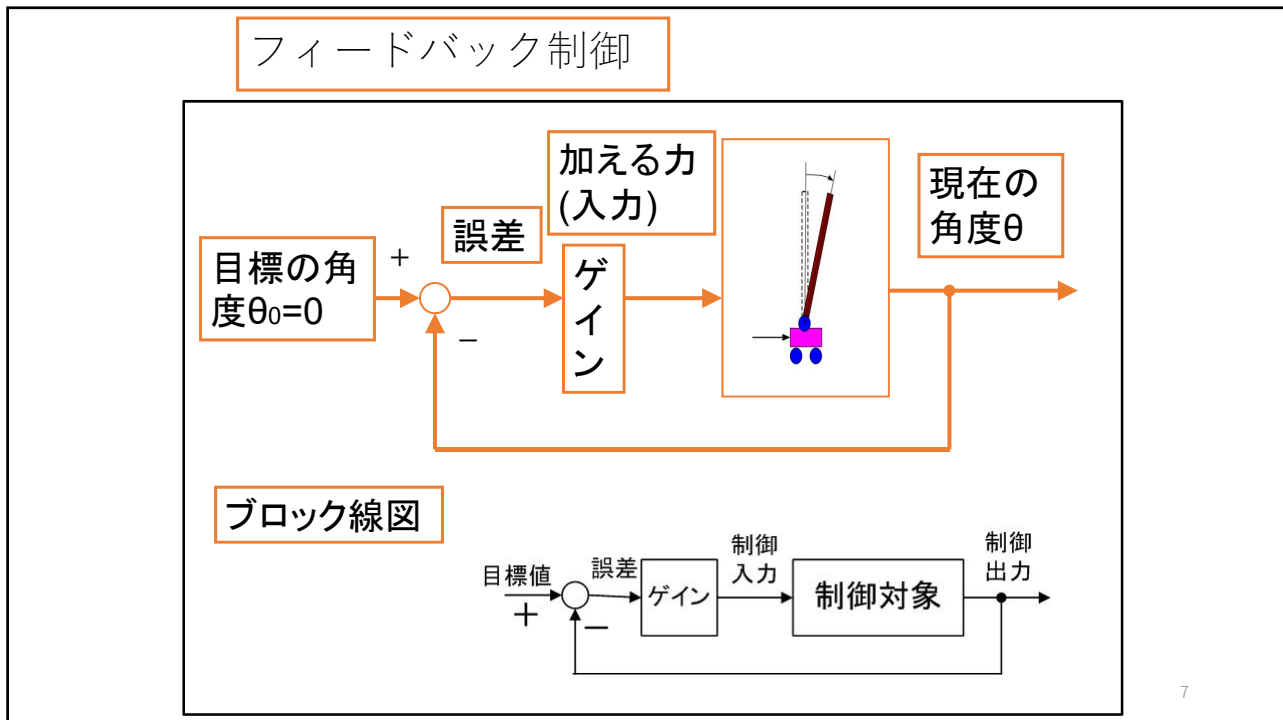 フィードバック制御
加える力
(入力)
現在の
角度θ
誤差
目標の角
度θ0=0
+
−
ゲ
イ
ン
ブロック線図
目標値
+
−
誤差
ゲイン
制御
入力
制御対象
制御
出力
7